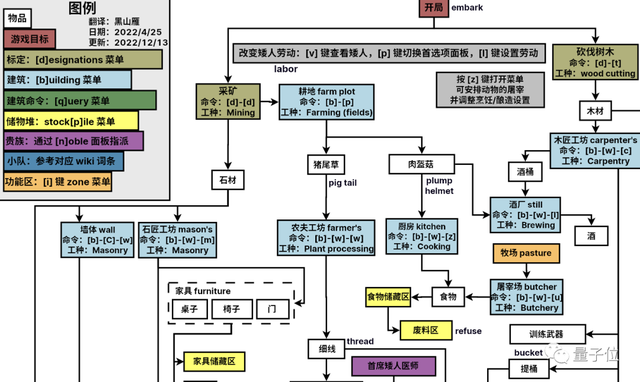 图例
物品
翻译：黑山雁
日期：2022/4/25
更新：2022/12/13
游戏目标
标定：[d]esignations 菜单
建筑：[b]uilding 菜单
建筑命令：[q]uery 菜单
储物堆：stock[p]ile 菜单
贵族：通过 [n]oble 面板指派
小队：参考对应 wiki 词条
功能区：[i] 键 zone 菜单
开局
embark
改变矮人劳动：[v] 键查看矮人，[p] 键切换首选项面板，[l] 键设置劳动
labor
按 [z] 键打开菜单
可安排动物的屠宰
并调整烹饪/酿造设置
砍伐树木
命令：[d]-[t]
工种：wood cutting
采矿
命令：[d]-[d]
工种：Mining
耕地 farm plot
命令：[b]-[p]
工种：Farming (fields)
木材
木匠工坊 carpenter's
命令：[b]-[w]-[c]
工种：Carpentry
石材
猪尾草
pig tail
肉盔菇
plump
helmet
酒桶
酒厂 still
命令：[b]-[w]-[l]
工种：Brewing
酒
墙体 wall
命令：[b]-[C]-[w]
工种：Masonry
石匠工坊 mason's
命令：[b]-[w]-[m]
工种：Masonry
农夫工坊 farmer's
命令：[b]-[w]-[w]
工种：Plant processing
厨房 kitchen
命令：[b]-[w]-[z]
工种：Cooking
牧场 pasture
屠宰场 butcher
命令：[b]-[w]-[u]
工种：Butchery
家具 furniture
桌子
椅子
门
食物储藏区
食物
废料区
refuse
训练武器
家具储藏区
细线
thread
首席矮人医师
bucket
提桶
量子位